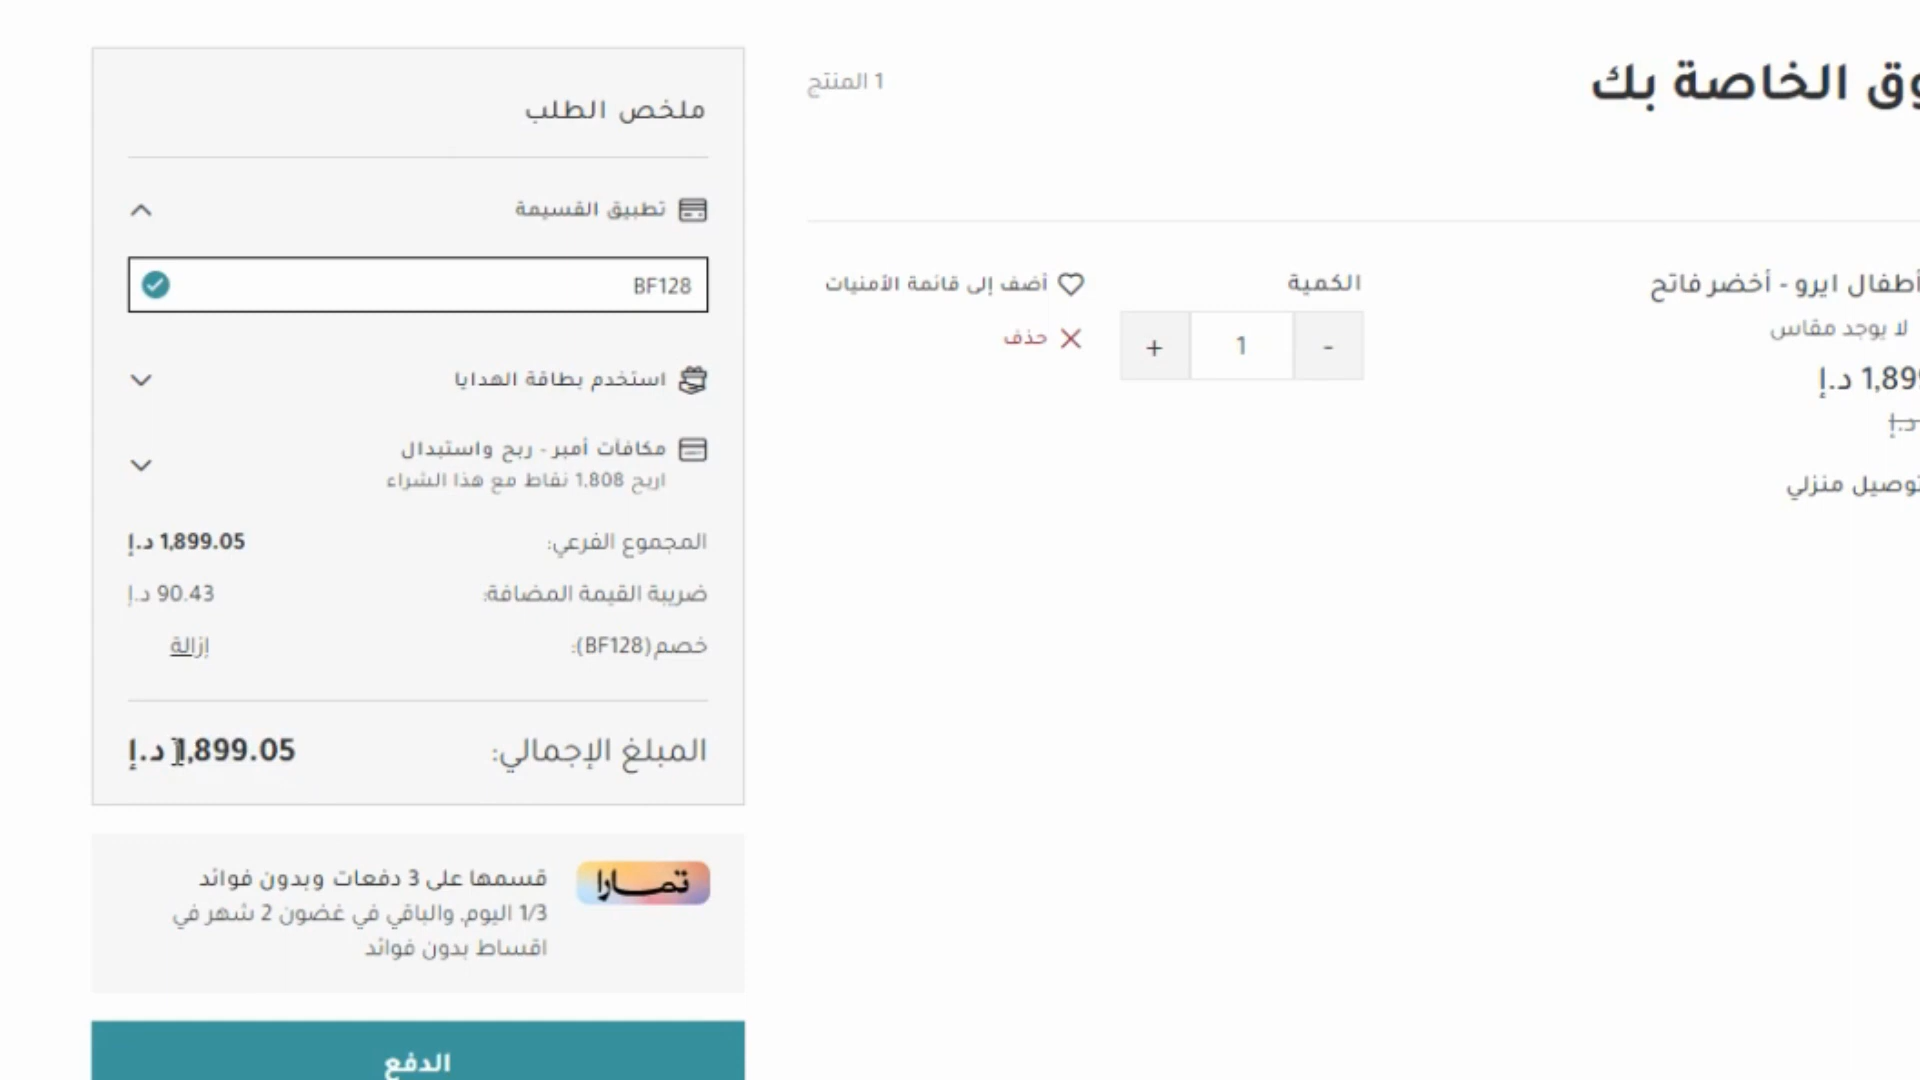 وق الخاصة بك
1 المنتج
أطفال ايرو - أخضر فاتح
لا يوجد مقاس
1,899 د.إ
د.إ
توصيل منزلي
الكمية
- 1 +
أضف إلى قائمة الأمنيات
حذف
ملخص الطلب
تطبيق القسيمة
BF128
استخدم بطاقة الهدايا
مكافآت أمبر - ربح واستبدال
اربح 1,808 نقاط مع هذا الشراء
المجموع الفرعي: 1,899.05 د.إ
ضريبة القيمة المضافة: 90.43 د.إ
خصم(BF128): إزالة
المبلغ الإجمالي: 1,899.05 د.إ
تمارا
قسمها على 3 دفعات وبدون فوائد
1/3 اليوم, والباقي في غضون 2 شهر في
اقساط بدون فوائد
الدفع